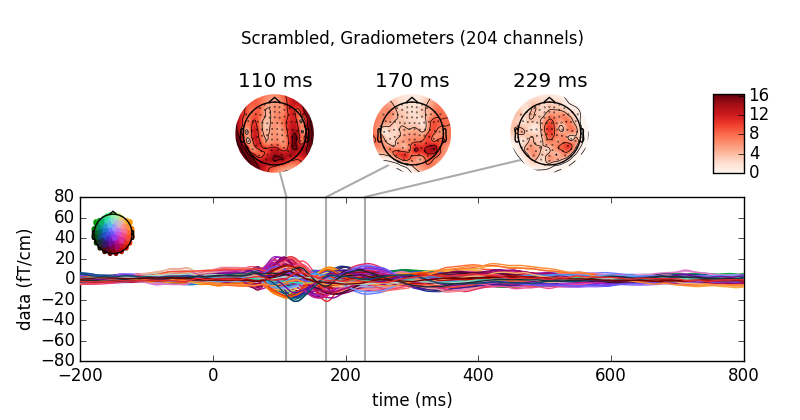 Scrambled, Gradiometers (204 channels)
110 ms 170 ms 229 ms
16
12
8
4
0
80
60
40
20
0
−20
−40
−60
−80
data (fT/cm)
−200 0 200 400 600 800
time (ms)